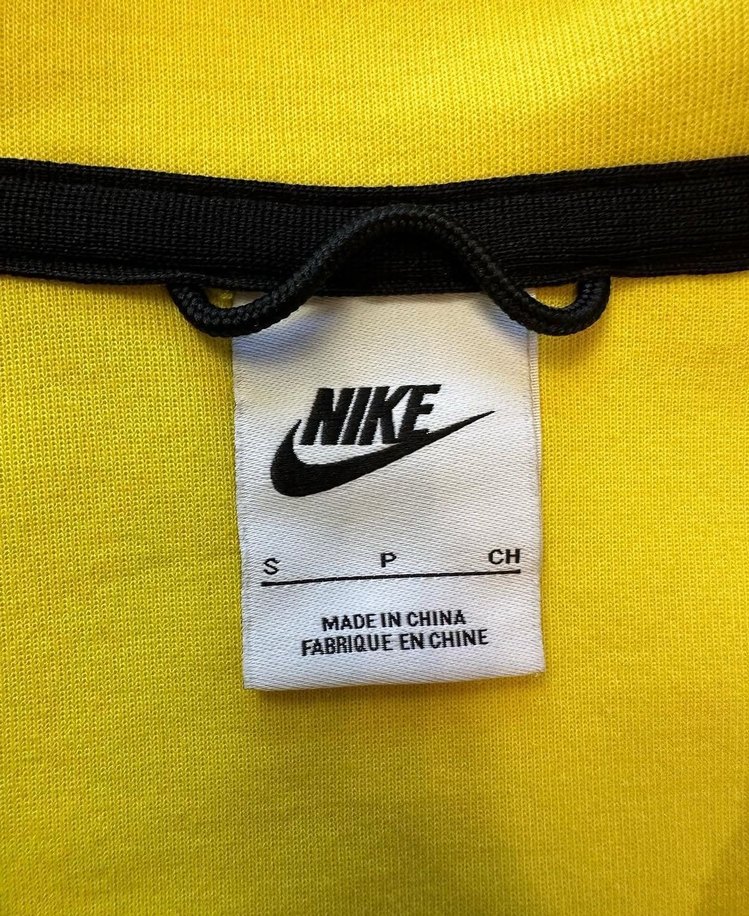 NIKE
S P CH
MADE IN CHINA
FABRIQUE EN CHINE